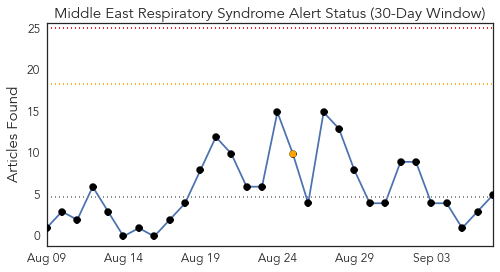 Middle East Respiratory Syndrome Alert Status (30-Day Window)
Articles Found
25
20
15
10
5
0
Aug 09 Aug 14 Aug 19 Aug 24 Aug 29 Sep 03